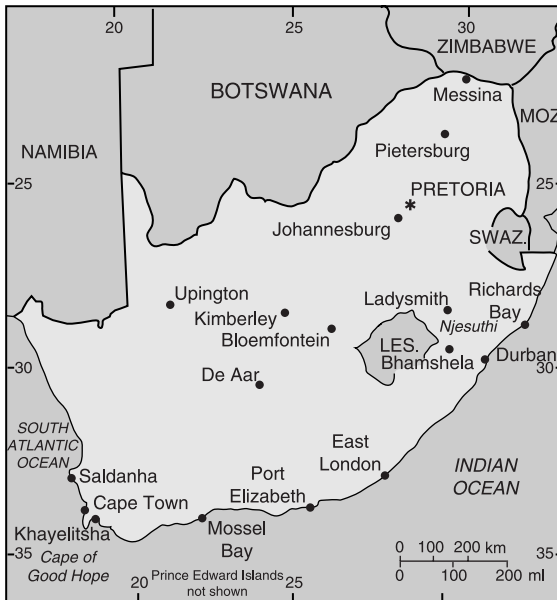 20 25 30
ZIMBABWE
BOTSWANA
Messina
MOZ
NAMIBIA
Pietersburg
25 25
PRETORIA
*
Johannesburg
SWAZ.
Upington
Ladysmith
Richards
Bay
Kimberley
Njesuthi
Bloemfontein
LES.
Bhamshela
Durban
30 30
De Aar
SOUTH
ATLANTIC
OCEAN
East
London
INDIAN
OCEAN
Saldanha
Port
Elizabeth
Cape Town
Khayelitsha
Mossel
Bay
35 35
Cape of
Good Hope
0 100 200 km
0 100 200 mi
20 25
Prince Edward Islands
not shown